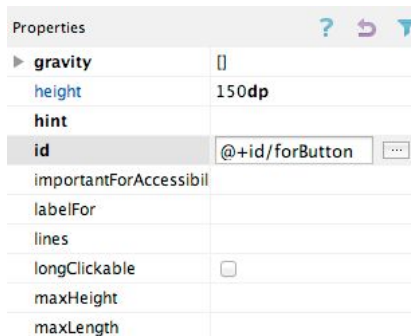 Properties ?
gravity []
height 150dp
hint
id @+id/forButton ...
importantForAccessibil
labelFor
lines
longClickable
maxHeight
maxLength